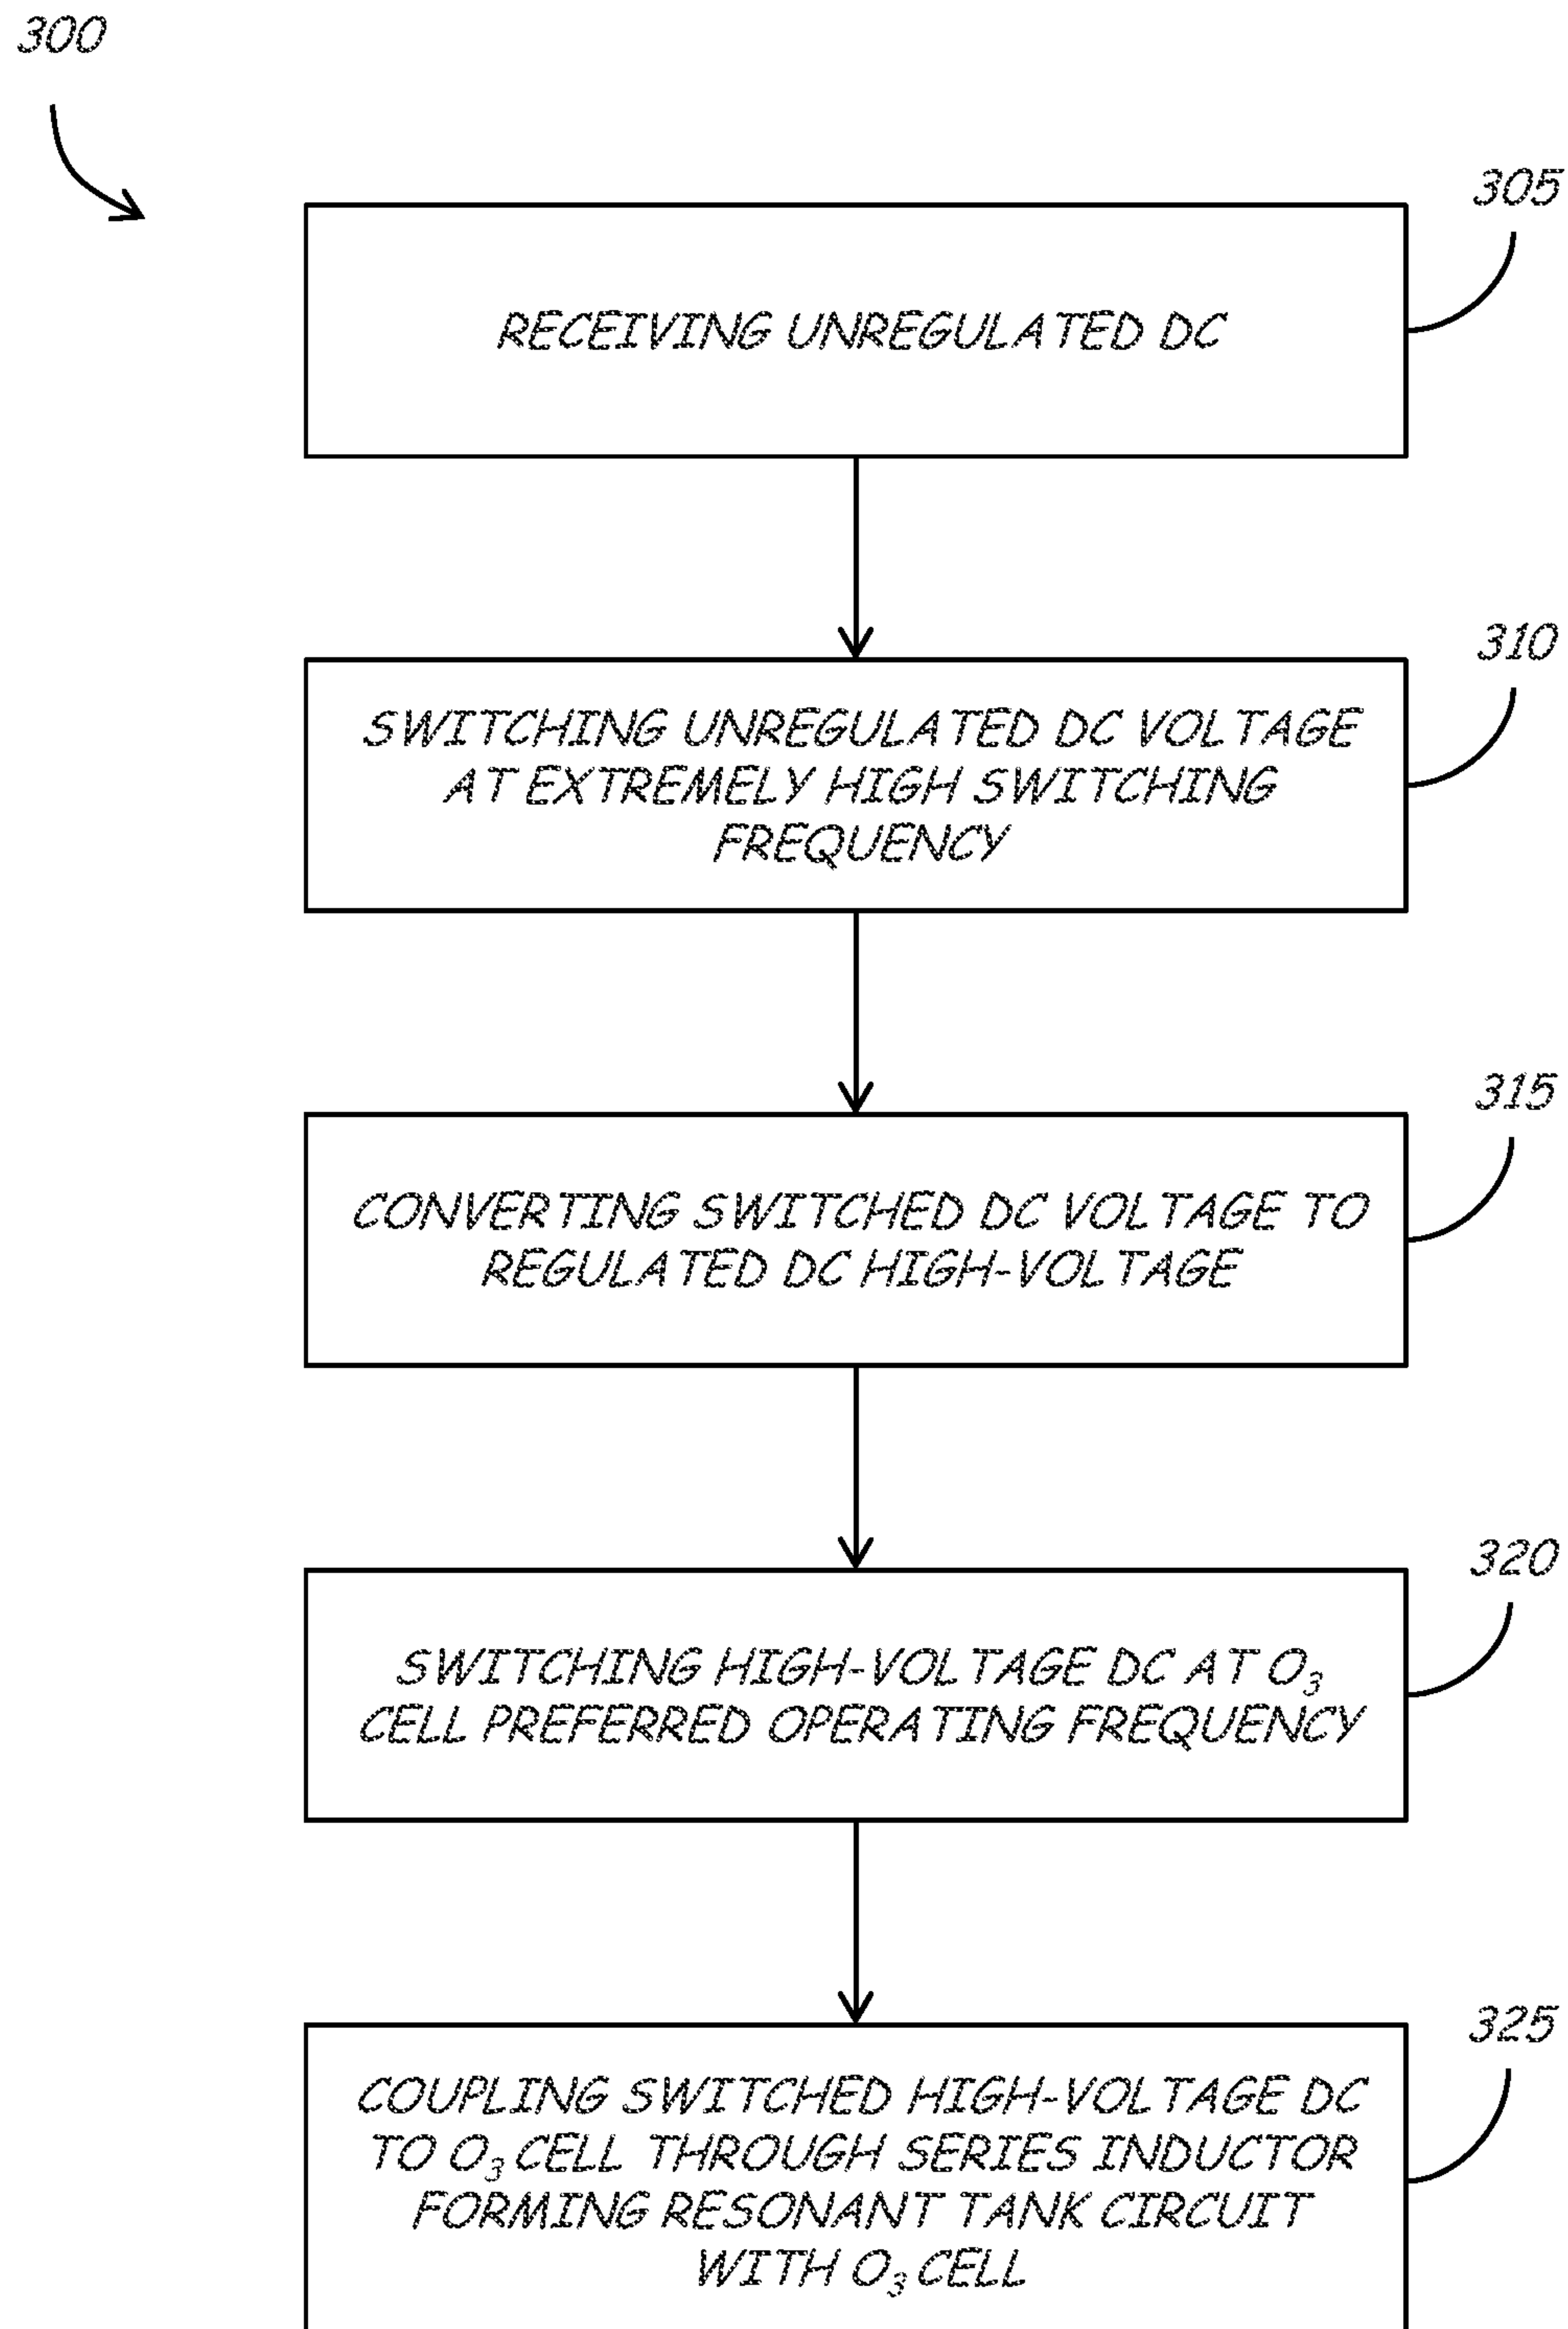 300
305
RECEIVING UNREGULATED DC
310
SWITCHING UNREGULATED DC VOLTAGE
AT EXTREMELY HIGH SWITCHING
FREQUENCY
315
CONVERTING SWITCHED DC VOLTAGE TO
REGULATED DC HIGH-VOLTAGE
320
SWITCHING HIGH-VOLTAGE DC AT O₃
CELL PREFERRED OPERATING FREQUENCY
325
COUPLING SWITCHED HIGH-VOLTAGE DC
TO O₃ CELL THROUGH SERIES INDUCTOR
FORMING RESONANT TANK CIRCUIT
WITH O₃ CELL